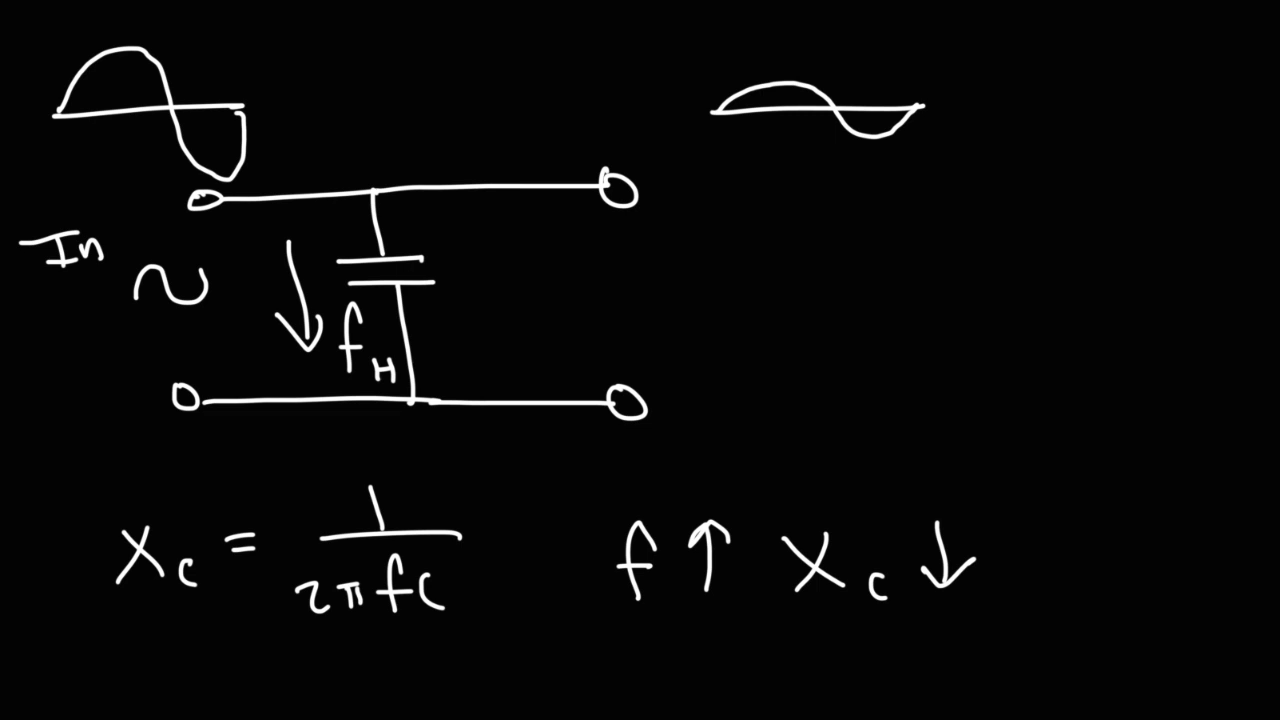 In
f_H
X_c = 1/(2πfC)   f ↑ X_c ↓